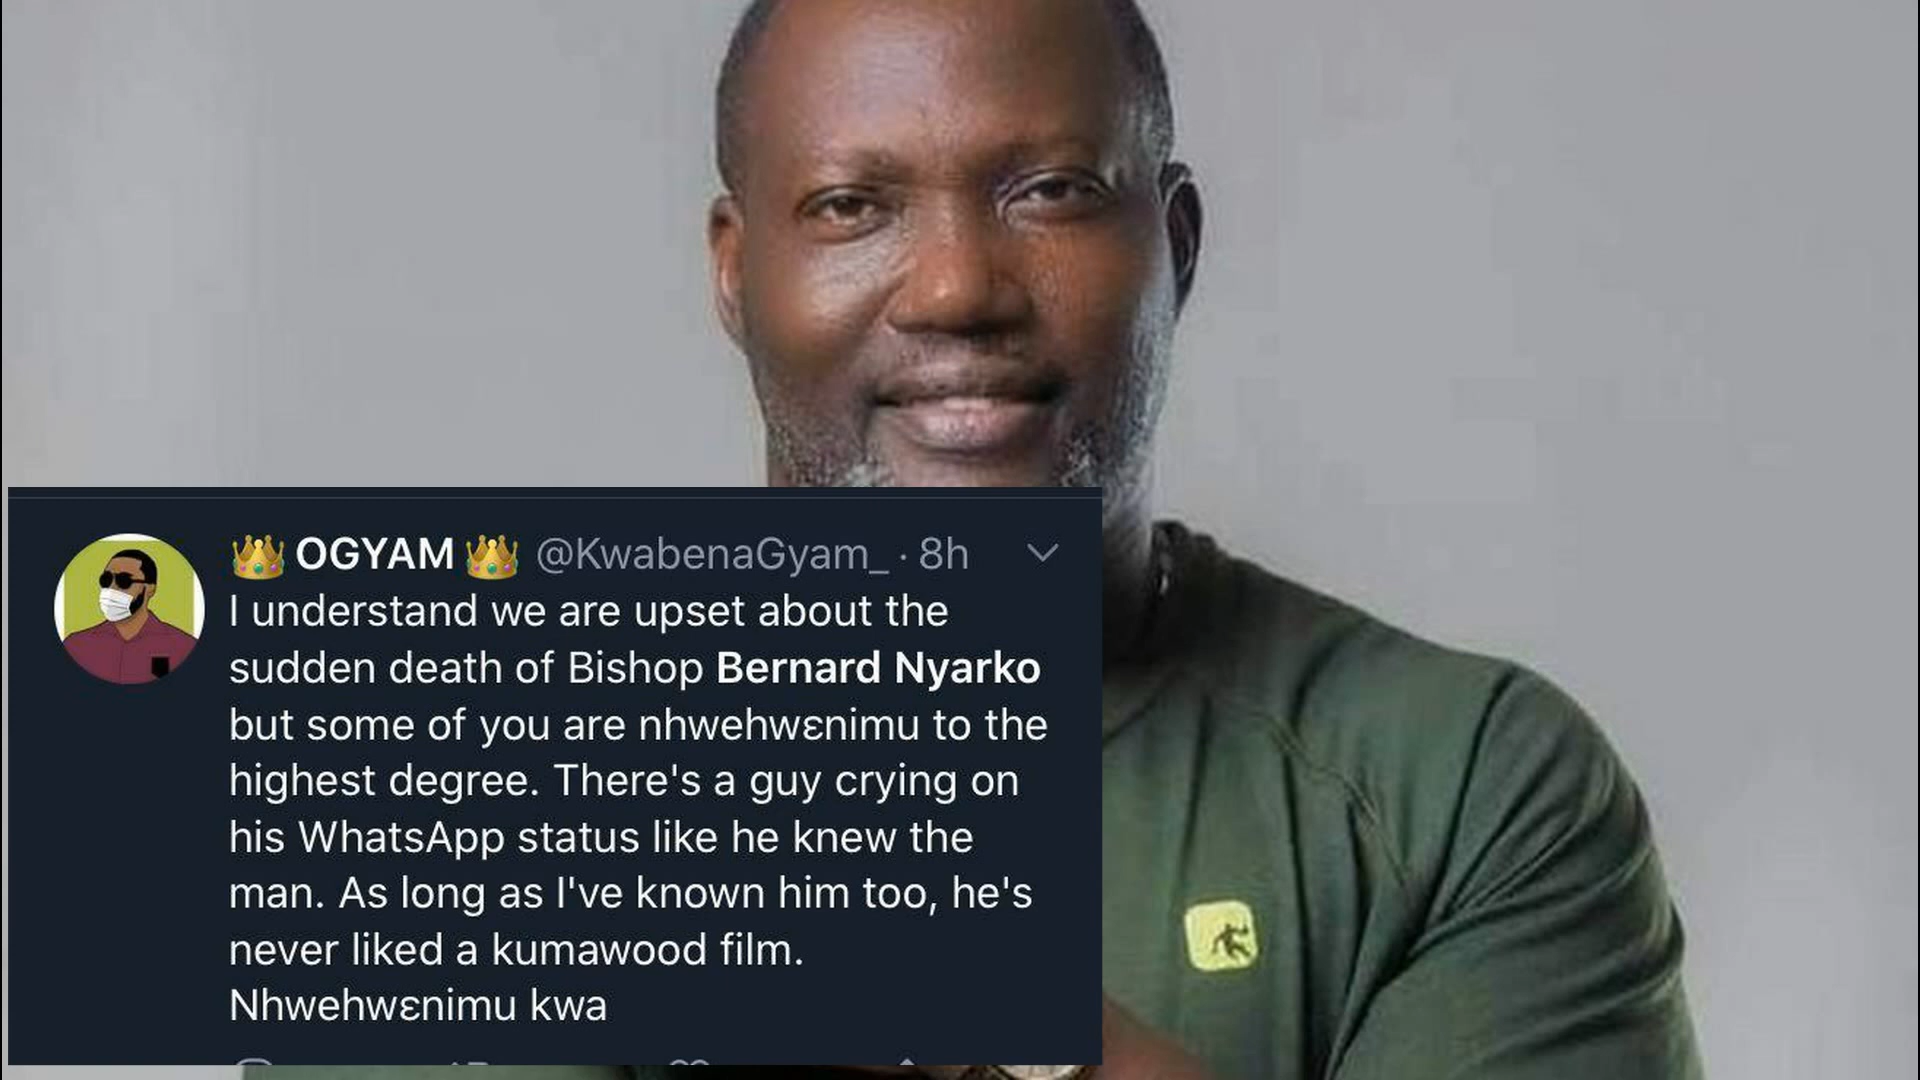 👑 OGYAM 👑 @KwabenaGyam_ · 8h
I understand we are upset about the
sudden death of Bishop Bernard Nyarko
but some of you are nhwehwɛnimu to the
highest degree. There's a guy crying on
his WhatsApp status like he knew the
man. As long as I've known him too, he's
never liked a kumawood film.
Nhwehwɛnimu kwa